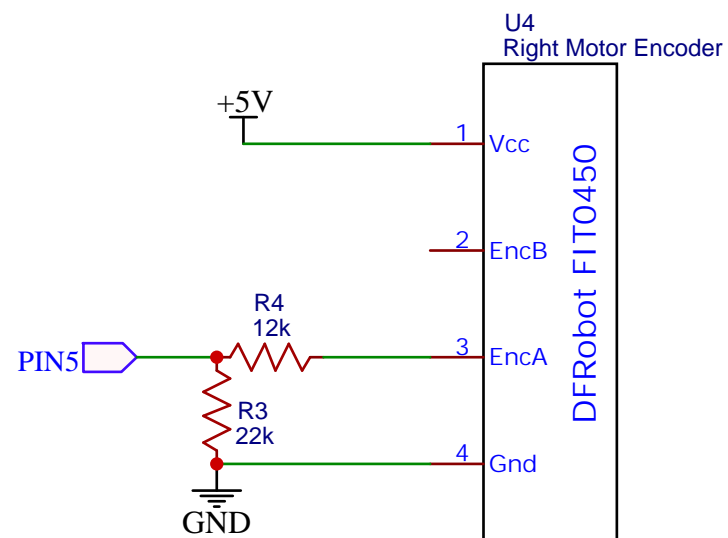 U4
Right Motor Encoder
+5V
1
Vcc
2
EncB
R4
12k
PIN5
3
EncA
R3
22k
4
Gnd
GND
DFRobot FIT0450